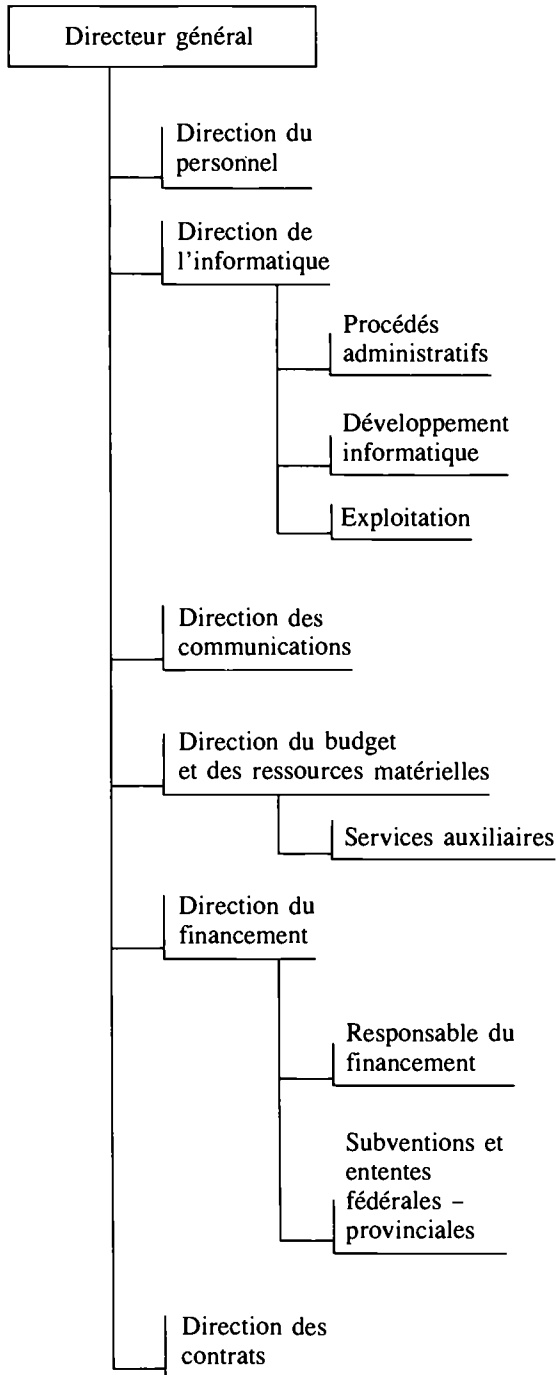 Directeur général
Direction du
personnel
Direction de
l'informatique
Procédés
administratifs
Développement
informatique
Exploitation
Direction des
communications
Direction du budget
et des ressources matérielles
Services auxiliaires
Direction du
financement
Responsable du
financement
Subventions et
ententes
fédérales –
provinciales
Direction des
contrats